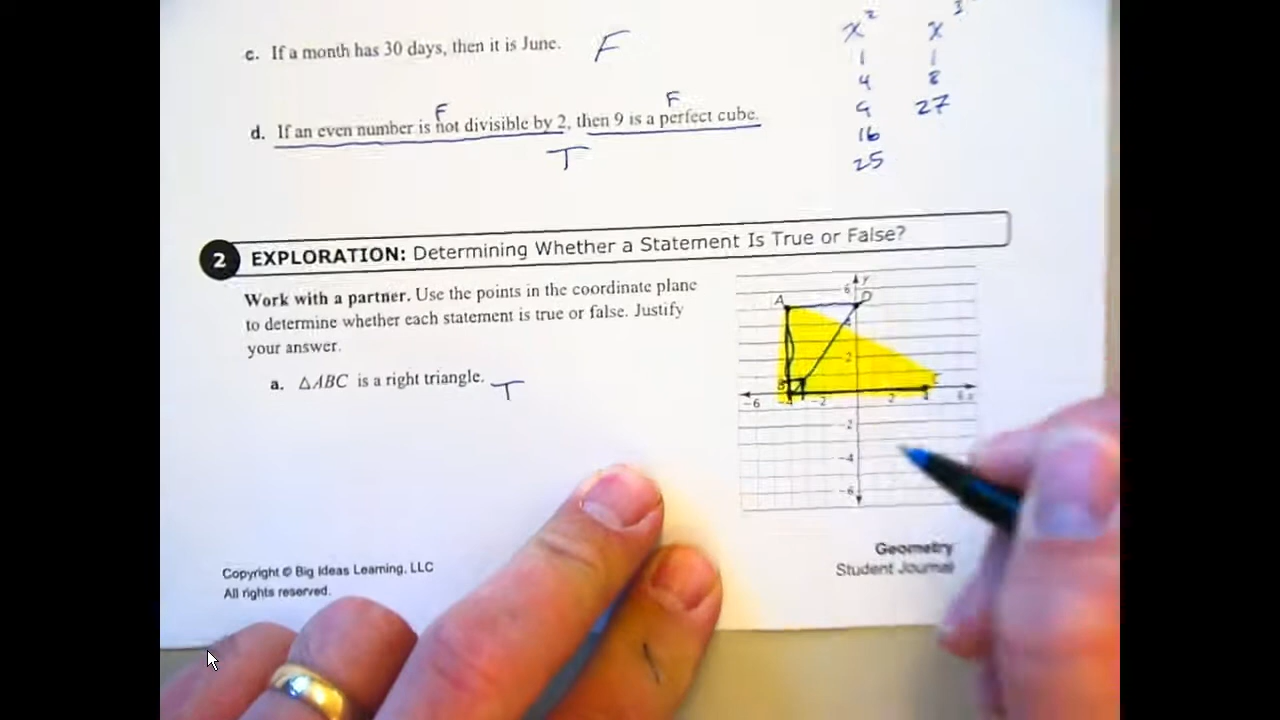 c. If a month has 30 days, then it is June. F
x² x³
1 1
4 8
9 27
16
25
F F
d. If an even number is not divisible by 2, then 9 is a perfect cube.
T
2 EXPLORATION: Determining Whether a Statement Is True or False?
Work with a partner. Use the points in the coordinate plane
to determine whether each statement is true or false. Justify
your answer.
a. △ABC is a right triangle. T
6 y
A D
4
2
B
-6 -4 -2 2 4 6 x
-2
-4
-6
Geometry
Student Journal
Copyright © Big Ideas Learning, LLC
All rights reserved.